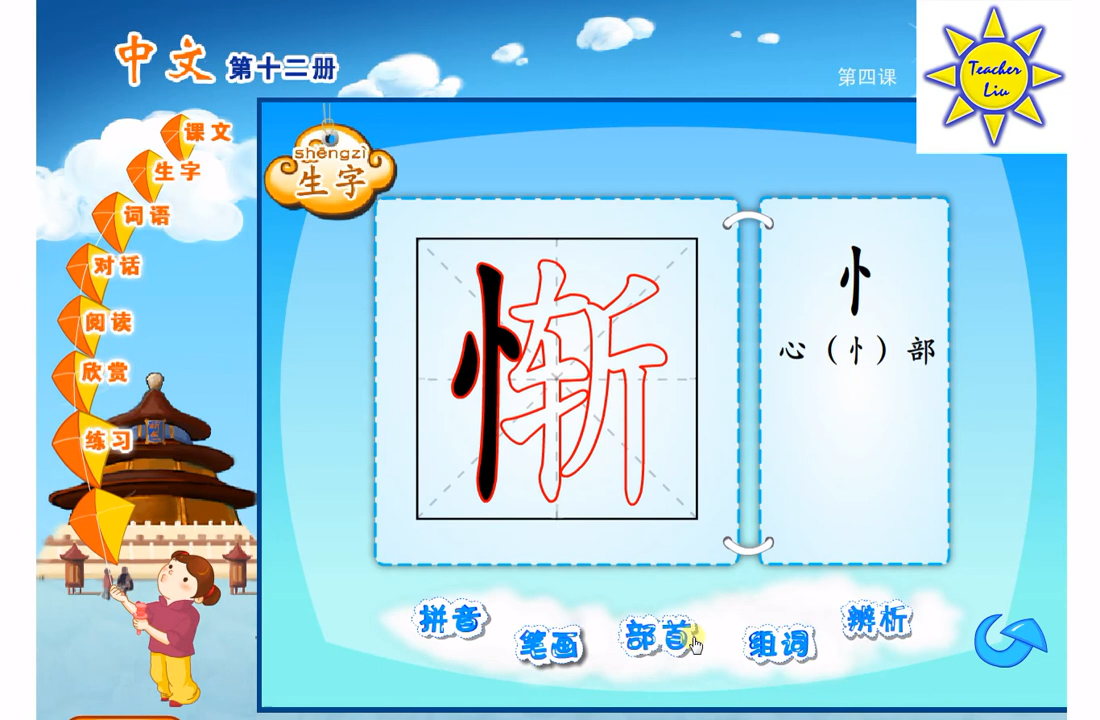 中文 第十二册
第四课
Teacher
Liu
课文
生字
词语
对话
阅读
欣赏
练习
shēngzì
生字
惭
忄
心（忄）部
拼音
笔画
部首
组词
辨析